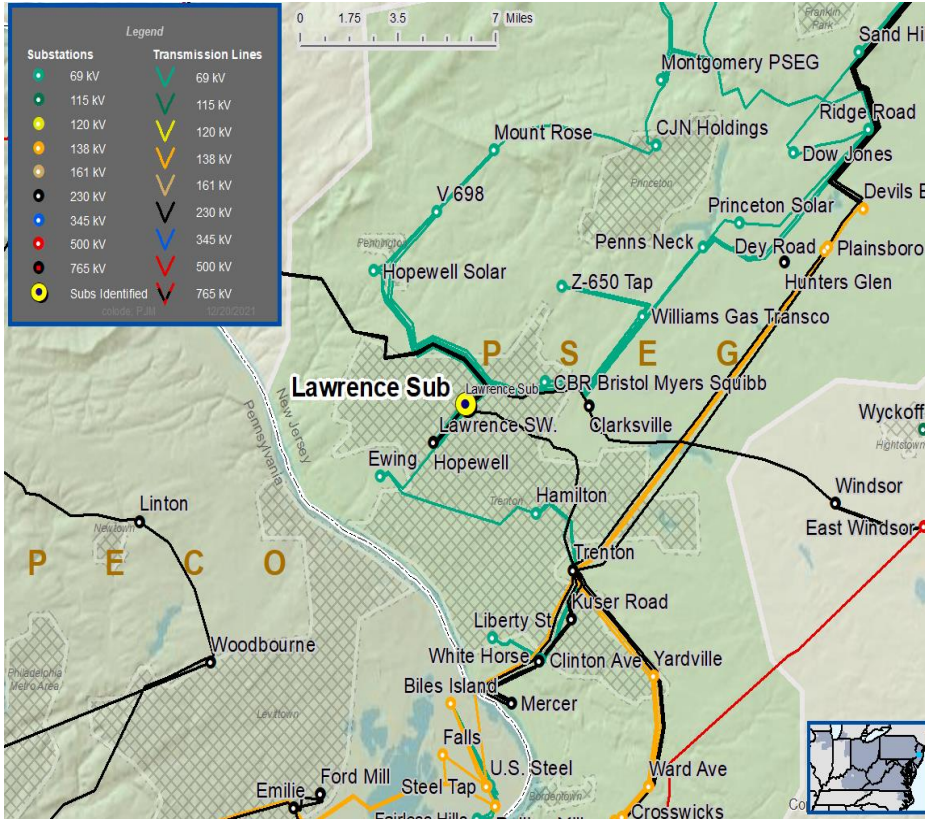 Legend
Substations
Transmission Lines
69 kV
69 kV
115 kV
115 kV
120 kV
120 kV
138 kV
138 kV
161 kV
161 kV
230 kV
230 kV
345 kV
345 kV
500 kV
500 kV
765 kV
765 kV
Subs Identified
12/20/2021
0 1.75 3.5 7 Miles
Franklin
Park
Sand Hi
Montgomery PSEG
Ridge Road
Mount Rose
CJN Holdings
Dow Jones
Princeton
V 698
Devils B
Princeton Solar
Pennington
Penns Neck
Dey Road
Plainsboro
Hopewell Solar
Z-650 Tap
Hunters Glen
Williams Gas Transco
P S E G
Lawrence Sub
Lawrence Sub
CBR Bristol Myers Squibb
New Jersey
Pennsylvania
Lawrence SW.
Clarksville
Wyckoff
Hightstown
Hopewell
Ewing
Linton
Newtown
Trenton
Hamilton
Windsor
East Windsor
P E C O
Trenton
Kuser Road
Liberty St
Woodbourne
White Horse
Clinton Ave
Yardville
Philadelphia
Metro Area
Biles Island
Mercer
Levittown
Falls
U.S. Steel
Ward Ave
Ford Mill
Steel Tap
Emilie
Bordentown
Crosswicks
Fairless Hills